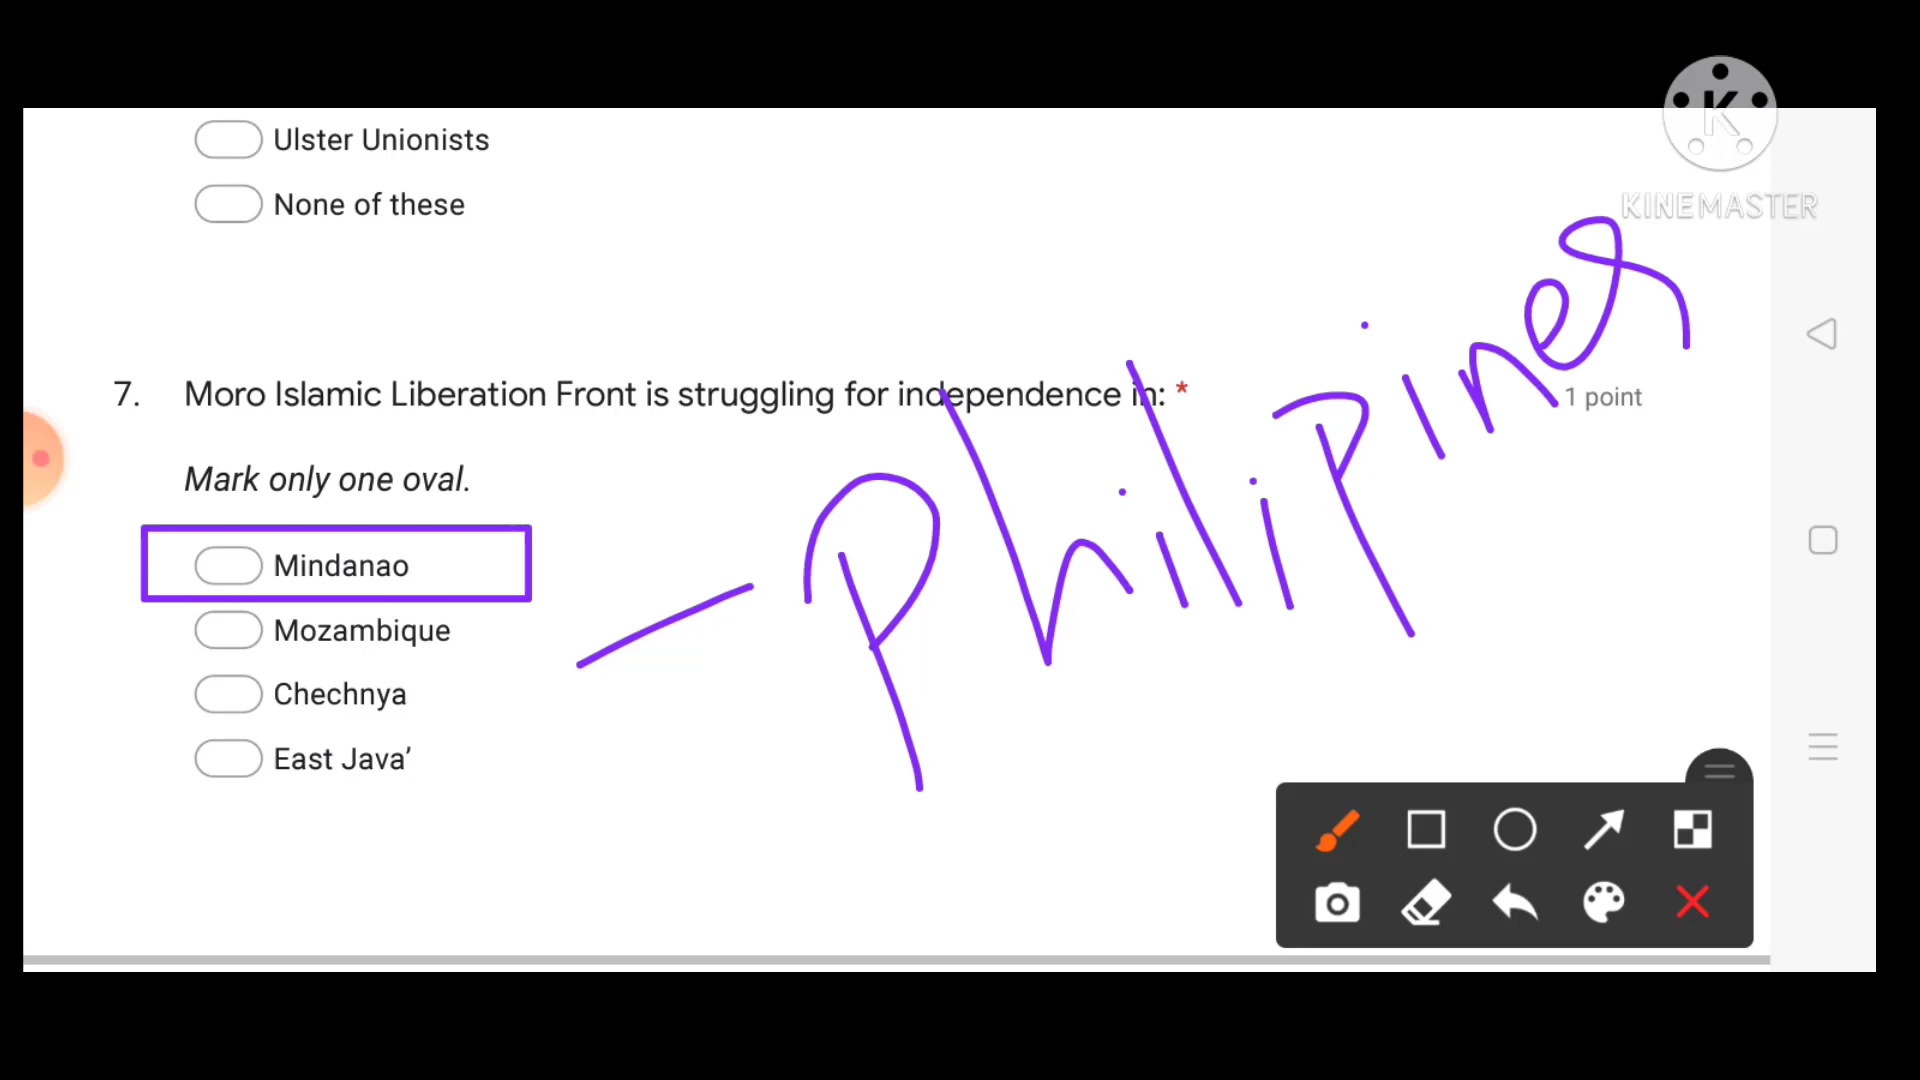 Ulster Unionists
None of these
K
KINEMASTER
7. Moro Islamic Liberation Front is struggling for independence in: *
1 point
Mark only one oval.
Mindanao
Mozambique
Chechnya
East Java’
— Philipines